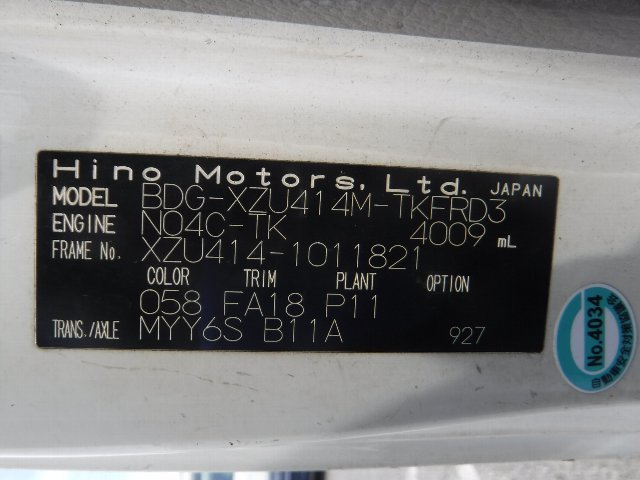 Hino Motors, Ltd. JAPAN
MODEL BDG-XZU414M-TKFRD3
ENGINE N04C-TK 4009 mL
FRAME No. XZU414-1011821
COLOR TRIM PLANT OPTION
058 FA18 P11
TRANS./AXLE MYY6S B11A 927
No.4034